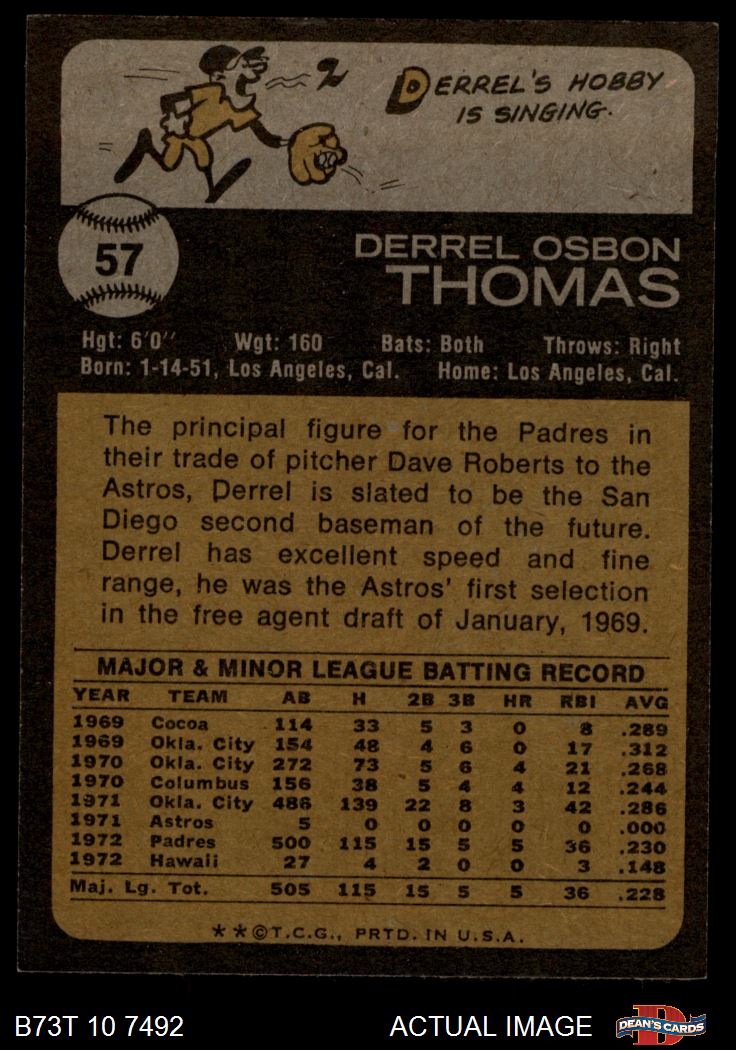 DERREL'S HOBBY
IS SINGING.
57
DERREL OSBON
THOMAS
Hgt: 6'0" Wgt: 160 Bats: Both Throws: Right
Born: 1-14-51, Los Angeles, Cal. Home: Los Angeles, Cal.
The principal figure for the Padres in
their trade of pitcher Dave Roberts to the
Astros, Derrel is slated to be the San
Diego second baseman of the future.
Derrel has excellent speed and fine
range, he was the Astros' first selection
in the free agent draft of January, 1969.
MAJOR & MINOR LEAGUE BATTING RECORD
YEAR TEAM AB H 2B 3B HR RBI AVG
1969 Cocoa 114 33 5 3 0 8 .289
1969 Okla. City 154 48 4 6 0 17 .312
1970 Okla. City 272 73 5 6 4 21 .268
1970 Columbus 156 38 5 4 4 12 .244
1971 Okla. City 486 139 22 8 3 42 .286
1971 Astros 5 0 0 0 0 0 .000
1972 Padres 500 115 15 5 5 36 .230
1972 Hawaii 27 4 2 0 0 3 .148
Maj. Lg. Tot. 505 115 15 5 5 36 .228
**©T.C.G., PRTD. IN U.S.A.
B73T 10 7492 ACTUAL IMAGE DEAN'S CARDS